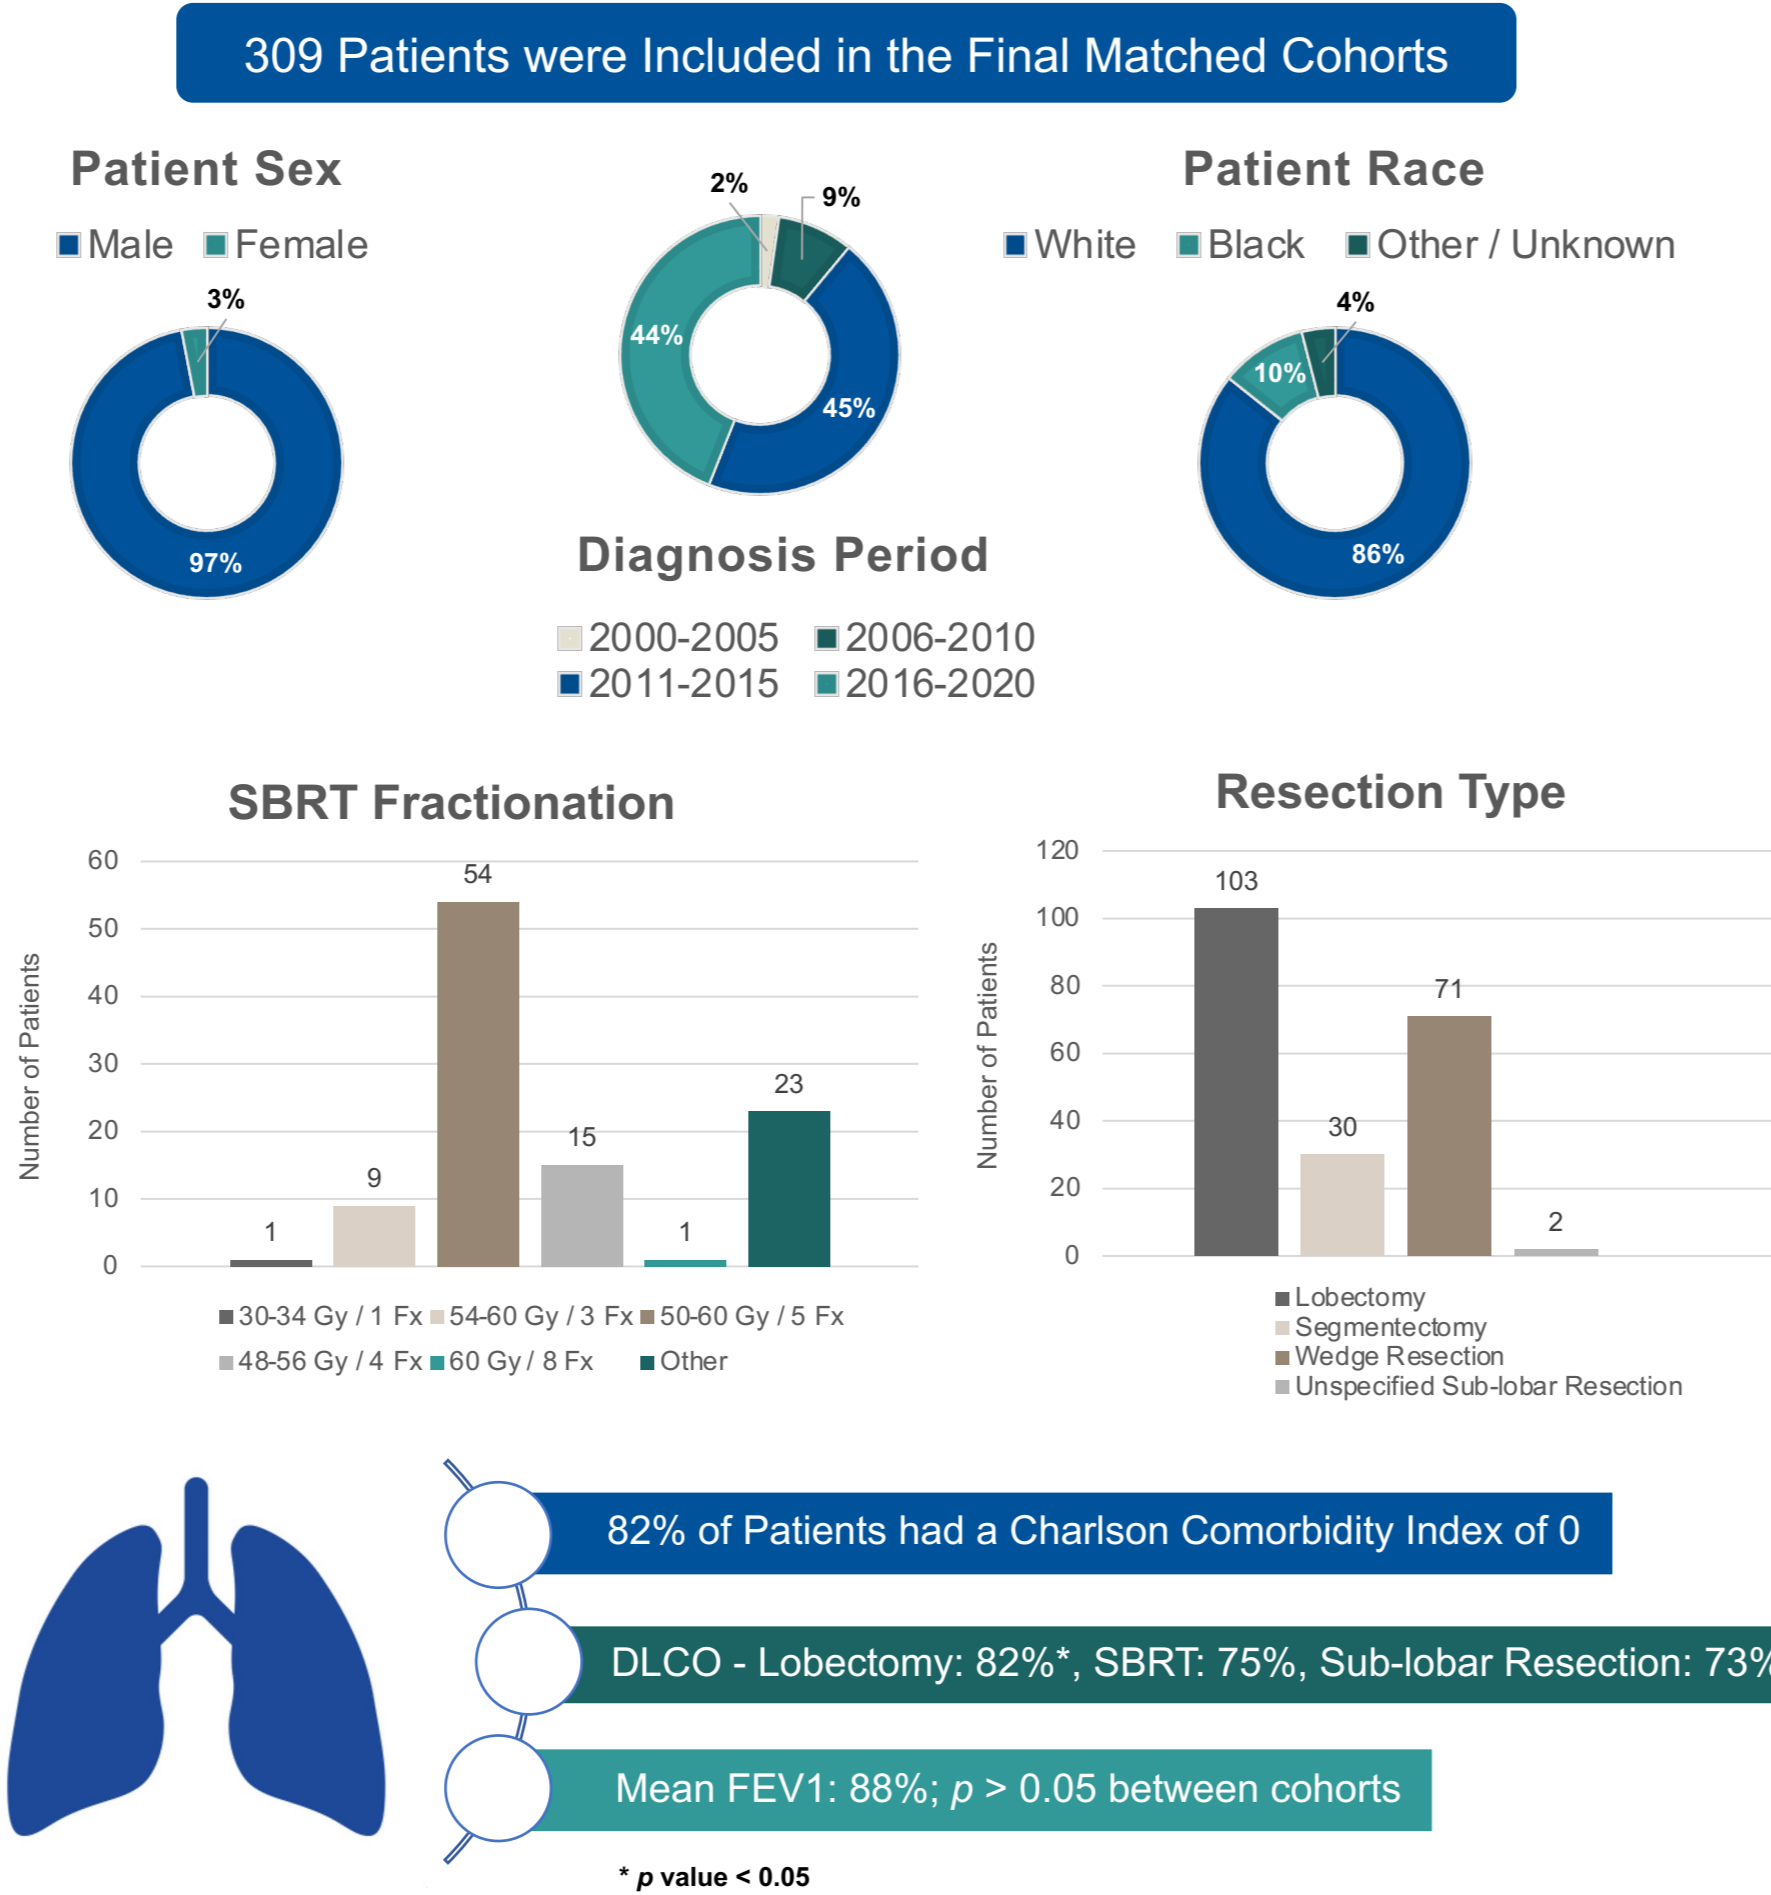 309 Patients were Included in the Final Matched Cohorts
Patient Sex
Male Female
3%
97%
2%
9%
44%
45%
Diagnosis Period
2000-2005 2006-2010
2011-2015 2016-2020
Patient Race
White Black Other / Unknown
4%
10%
86%
SBRT Fractionation
Number of Patients
60
50
40
30
20
10
0
1
9
54
15
1
23
30-34 Gy / 1 Fx 54-60 Gy / 3 Fx 50-60 Gy / 5 Fx
48-56 Gy / 4 Fx 60 Gy / 8 Fx Other
Resection Type
Number of Patients
120
100
80
60
40
20
0
103
30
71
2
Lobectomy
Segmentectomy
Wedge Resection
Unspecified Sub-lobar Resection
82% of Patients had a Charlson Comorbidity Index of 0
DLCO - Lobectomy: 82%*, SBRT: 75%, Sub-lobar Resection: 73%
Mean FEV1: 88%; p > 0.05 between cohorts
* p value < 0.05